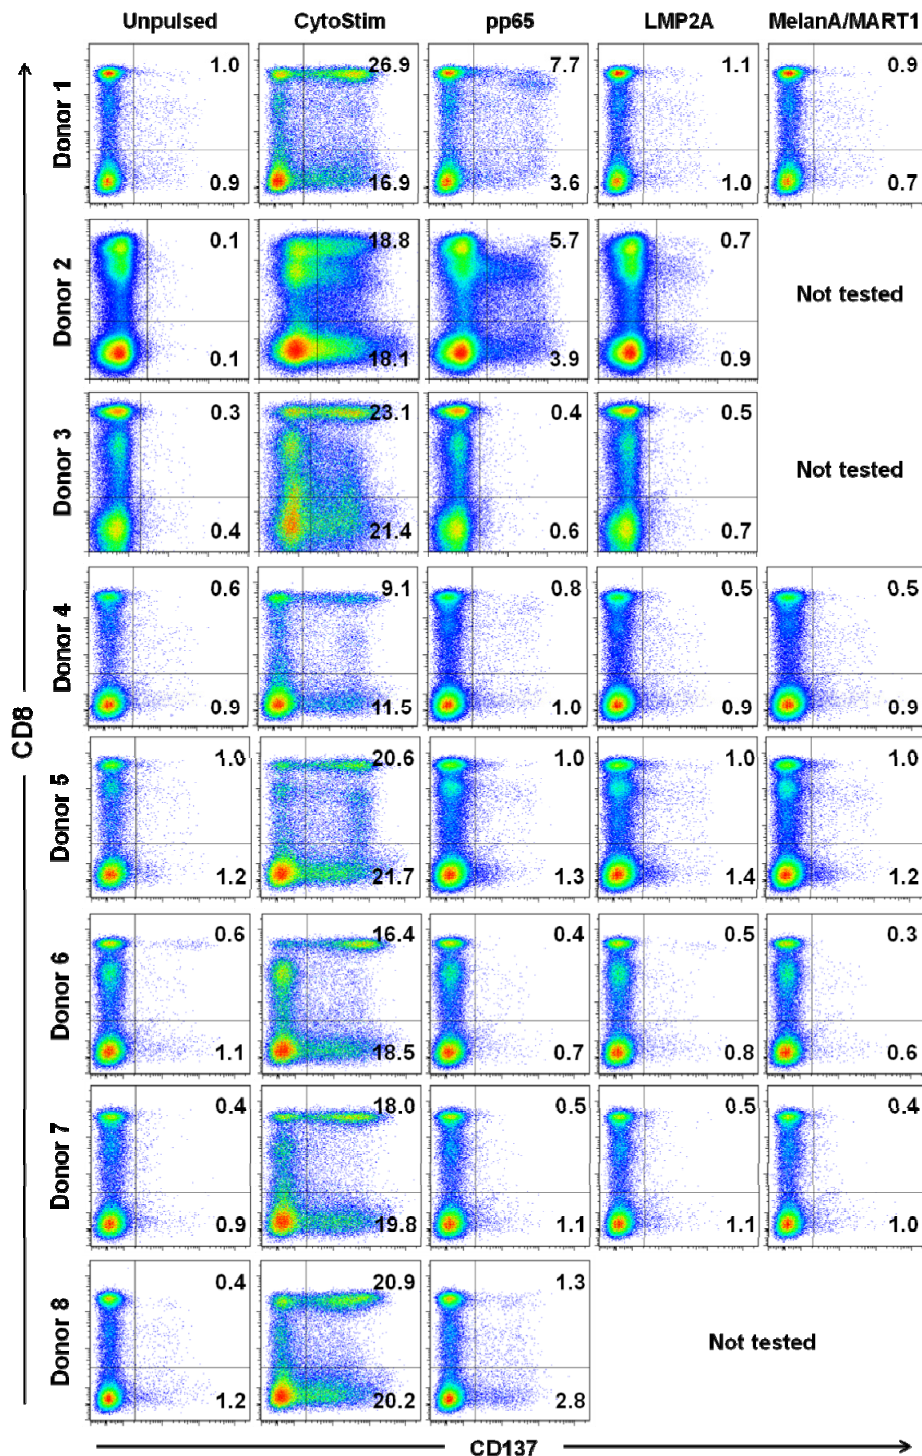 Unpulsed CytoStim pp65 LMP2A MelanA/MART1
CD8
Donor 1
1.0 26.9 7.7 1.1 0.9
0.9 16.9 3.6 1.0 0.7
Donor 2
0.1 18.8 5.7 0.7
Not tested
0.1 18.1 3.9 0.9
Donor 3
0.3 23.1 0.4 0.5
Not tested
0.4 21.4 0.6 0.7
Donor 4
0.6 9.1 0.8 0.5 0.5
0.9 11.5 1.0 0.9 0.9
Donor 5
1.0 20.6 1.0 1.0 1.0
1.2 21.7 1.3 1.4 1.2
Donor 6
0.6 16.4 0.4 0.5 0.3
1.1 18.5 0.7 0.8 0.6
Donor 7
0.4 18.0 0.5 0.5 0.4
0.9 19.8 1.1 1.1 1.0
Donor 8
0.4 20.9 1.3
Not tested
1.2 20.2 2.8
CD137